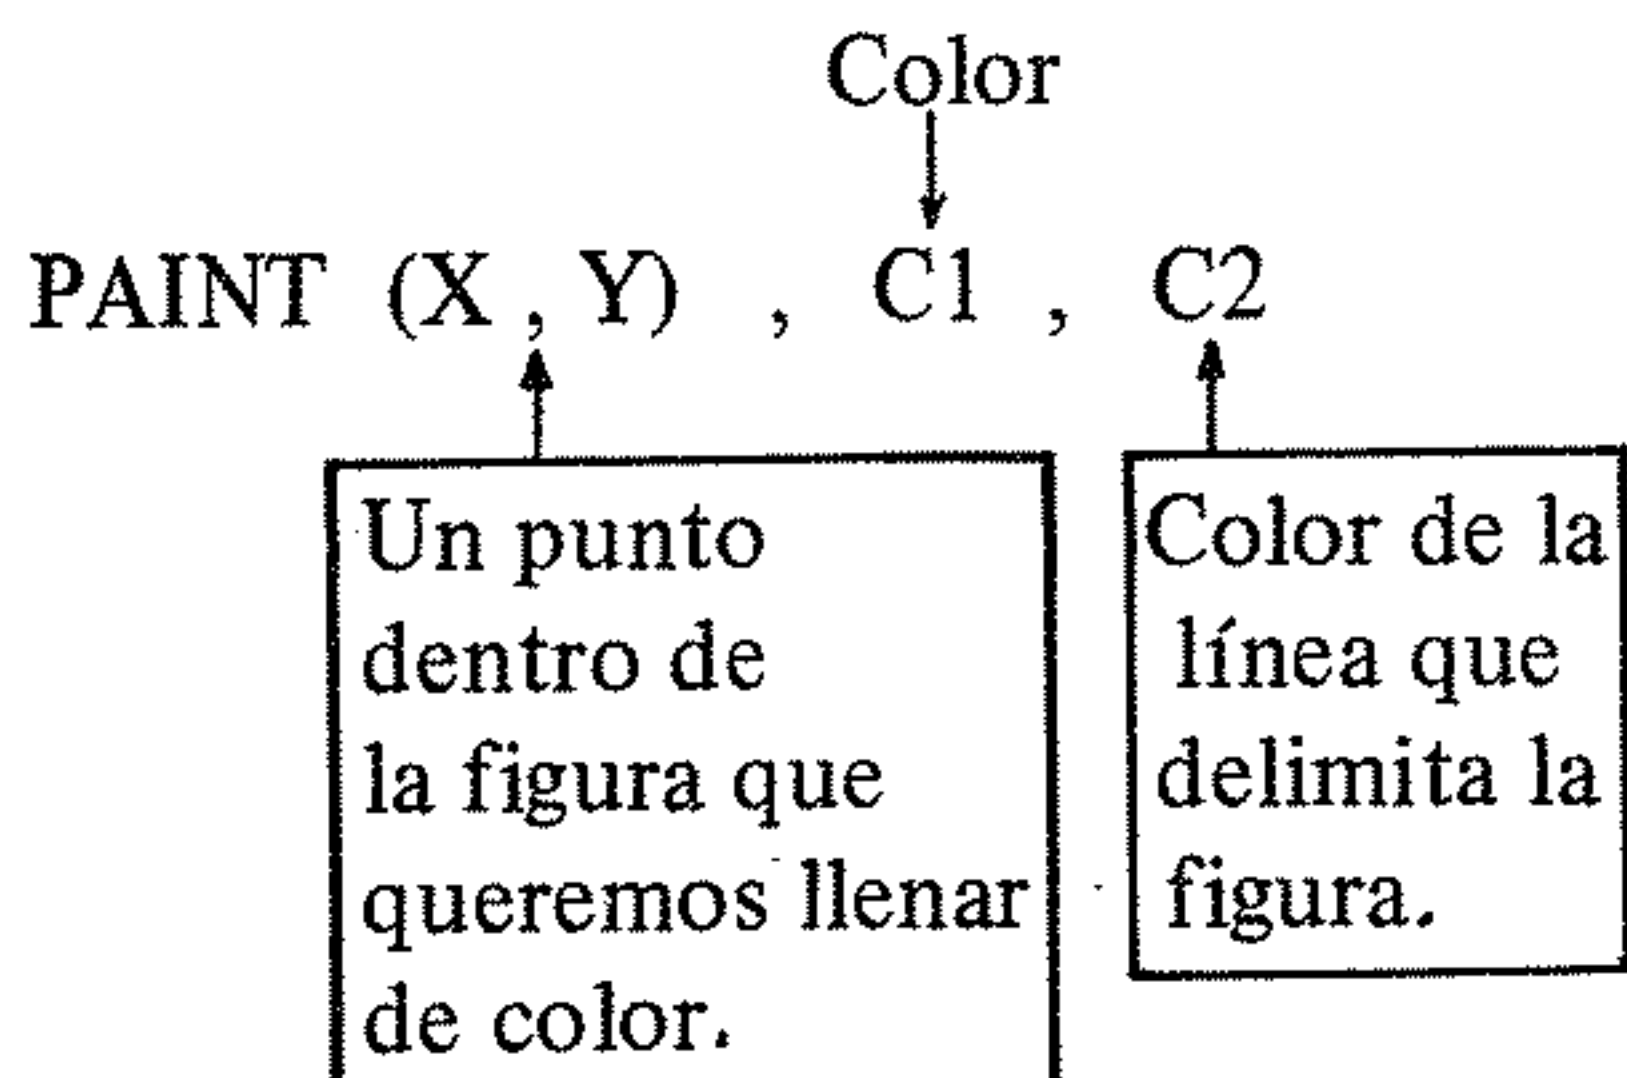 Color
PAINT (X , Y) , C1 , C2
Un punto
dentro de
la figura que
queremos llenar
de color.
Color de la
línea que
delimita la
figura.